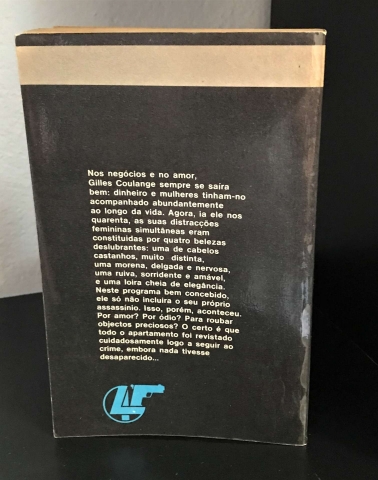 Nos negócios e no amor,
Gilles Coulange sempre se saíra
bem: dinheiro e mulheres tinham-no
acompanhado abundantemente
ao longo da vida. Agora, ia ele nos
quarenta, as suas distracções
femininas simultâneas eram
constituídas por quatro belezas
deslubrantes: uma de cabelos
castanhos, muito distinta,
uma morena, delgada e nervosa,
uma ruiva, sorridente e amável,
e uma loira cheia de elegância.
Neste programa bem concebido,
ele só não incluíra o seu próprio
assassínio. Isso, porém, aconteceu.
Por amor? Por ódio? Para roubar
objectos preciosos? O certo é que
todo o apartamento foi revistado
cuidadosamente logo a seguir ao
crime, embora nada tivesse
desaparecido...